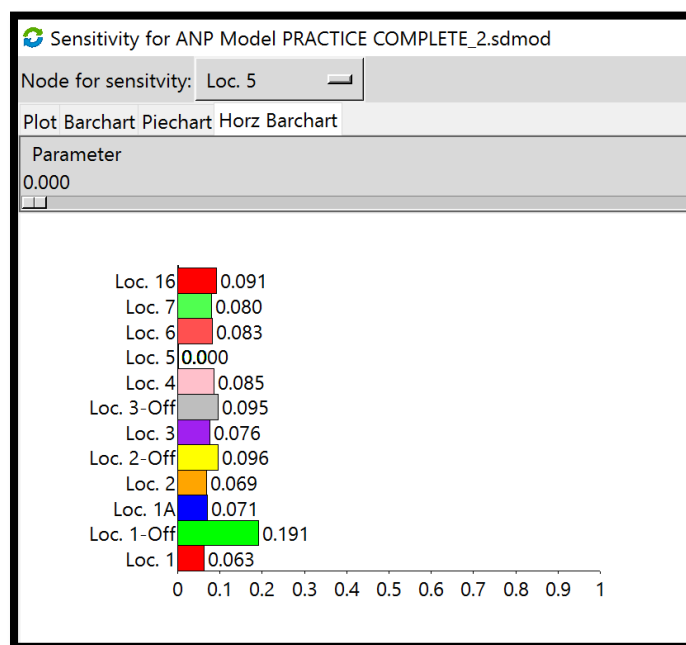 Sensitivity for ANP Model PRACTICE COMPLETE_2.sdmod
Node for sensitvity: Loc. 5
Plot Barchart Piechart Horz Barchart
Parameter
0.000
Loc. 16 0.091
Loc. 7 0.080
Loc. 6 0.083
Loc. 5 0.000
Loc. 4 0.085
Loc. 3-Off 0.095
Loc. 3 0.076
Loc. 2-Off 0.096
Loc. 2 0.069
Loc. 1A 0.071
Loc. 1-Off 0.191
Loc. 1 0.063
0 0.1 0.2 0.3 0.4 0.5 0.6 0.7 0.8 0.9 1